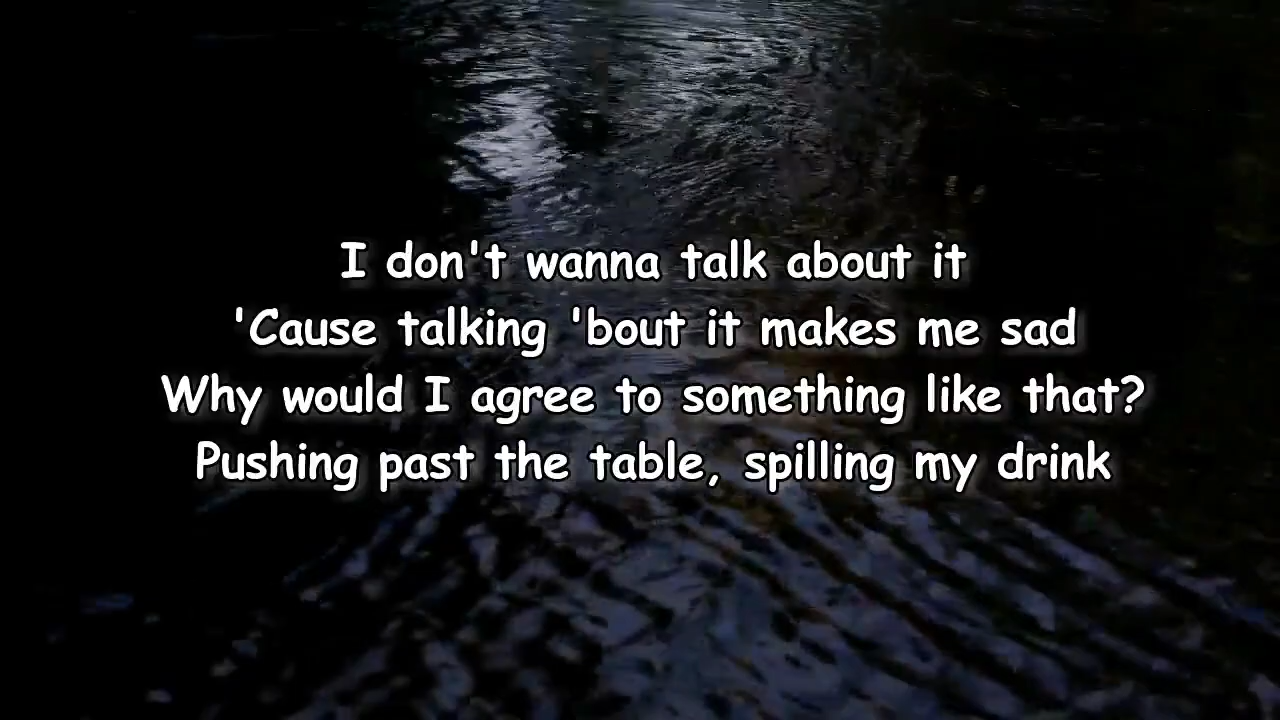 I don't wanna talk about it
'Cause talking 'bout it makes me sad
Why would I agree to something like that?
Pushing past the table, spilling my drink